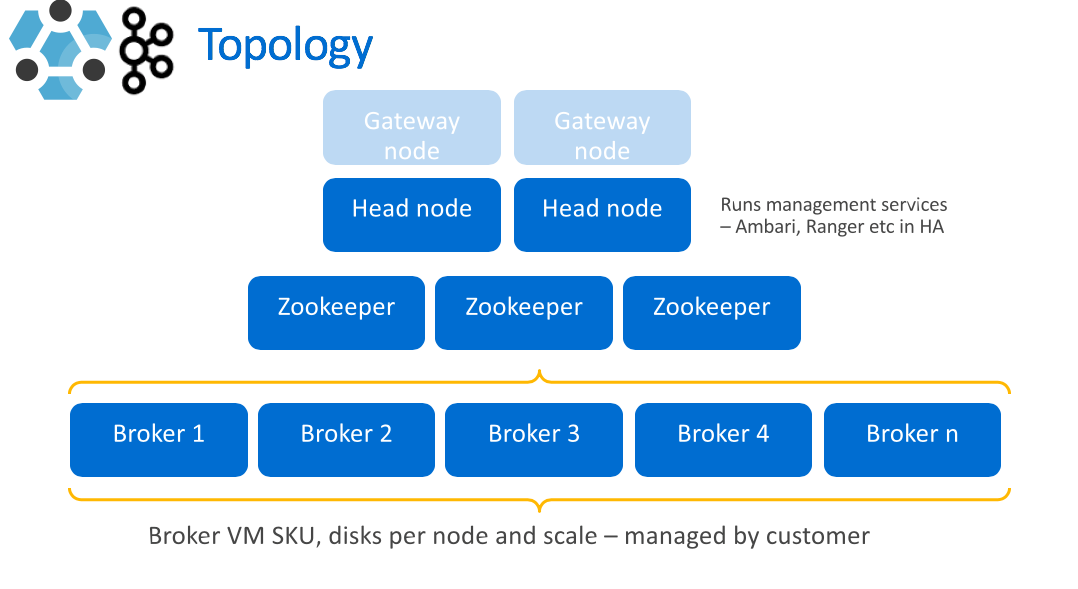 Topology
Gateway
node
Gateway
node
Head node
Head node
Runs management services
– Ambari, Ranger etc in HA
Zookeeper
Zookeeper
Zookeeper
Broker 1
Broker 2
Broker 3
Broker 4
Broker n
Broker VM SKU, disks per node and scale – managed by customer